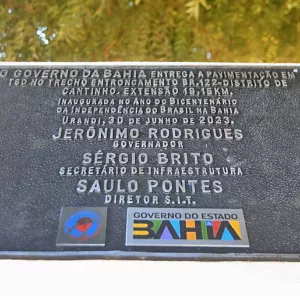 O GOVERNO DA BAHIA ENTREGA A PAVIMENTAÇÃO EM
TSD NO TRECHO ENTRONCAMENTO BR.122-DISTRITO DE
CANTINHO, EXTENSÃO 19,15KM,
INAUGURADA NO ANO DO BICENTENÁRIO
DA INDEPENDÊNCIA DO BRASIL NA BAHIA
URANDI, 30 DE JUNHO DE 2023.
JERÔNIMO RODRIGUES
GOVERNADOR
SÉRGIO BRITO
SECRETÁRIO DE INFRAESTRUTURA
SAULO PONTES
DIRETOR S.I.T.
GOVERNO DO ESTADO
BAHIA